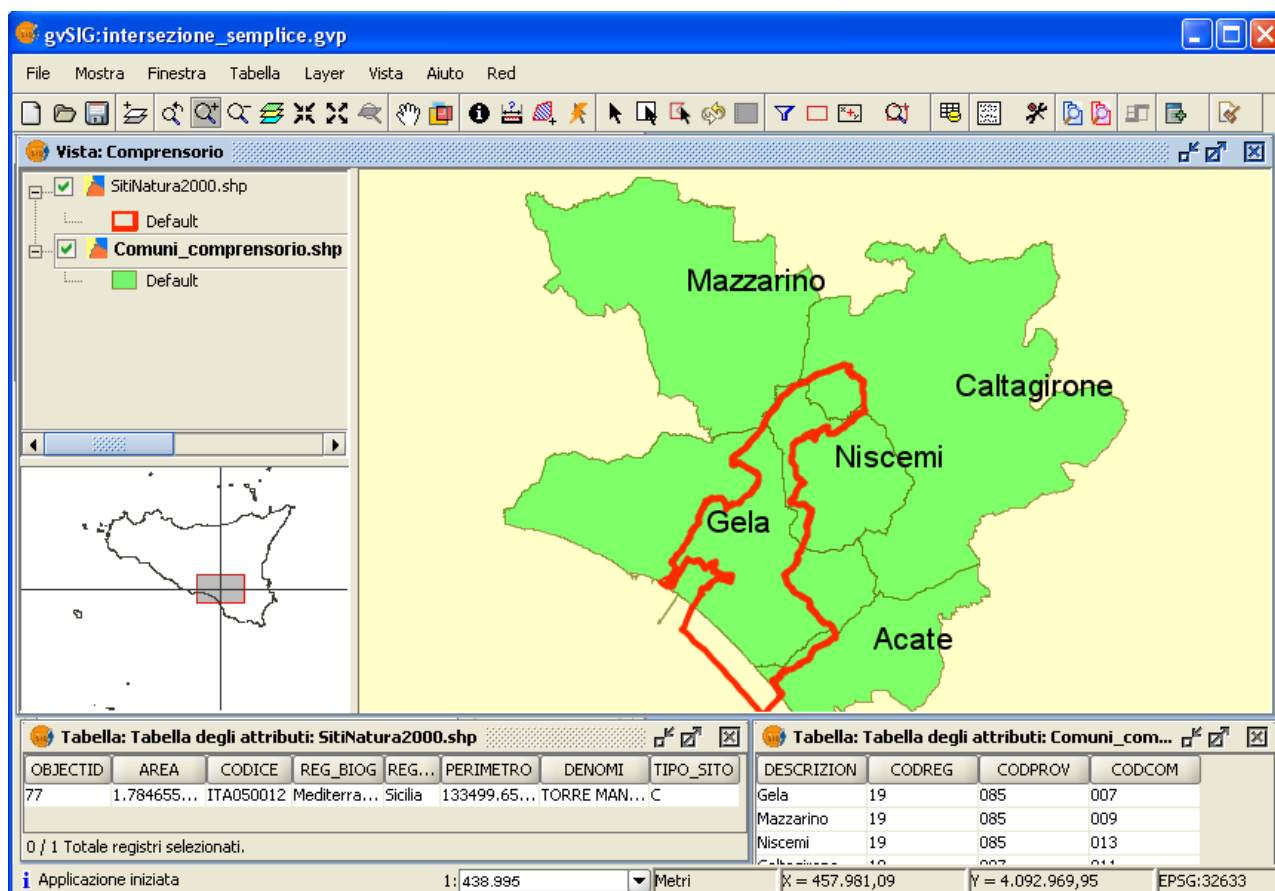 gvSIG:intersezione_semplice.gvp
File Mostra Finestra Tabella Layer Vista Aiuto Red
Vista: Comprensorio
SitiNatura2000.shp
Default
Comuni_comprensorio.shp
Default
Mazzarino
Caltagirone
Niscemi
Gela
Acate
Tabella: Tabella degli attributi: SitiNatura2000.shp
OBJECTID AREA CODICE REG_BIOG REG... PERIMETRO DENOMI TIPO_SITO
77 1.784655... ITA050012 Mediterra... Sicilia 133499.65... TORRE MAN... C
0 / 1 Totale registri selezionati.
Tabella: Tabella degli attributi: Comuni_com...
DESCRIZION CODREG CODPROV CODCOM
Gela 19 085 007
Mazzarino 19 085 009
Niscemi 19 085 013
Applicazione iniziata 1: 438.995 Metri X = 457.981,09 Y = 4.092.969,95 EPSG:32633